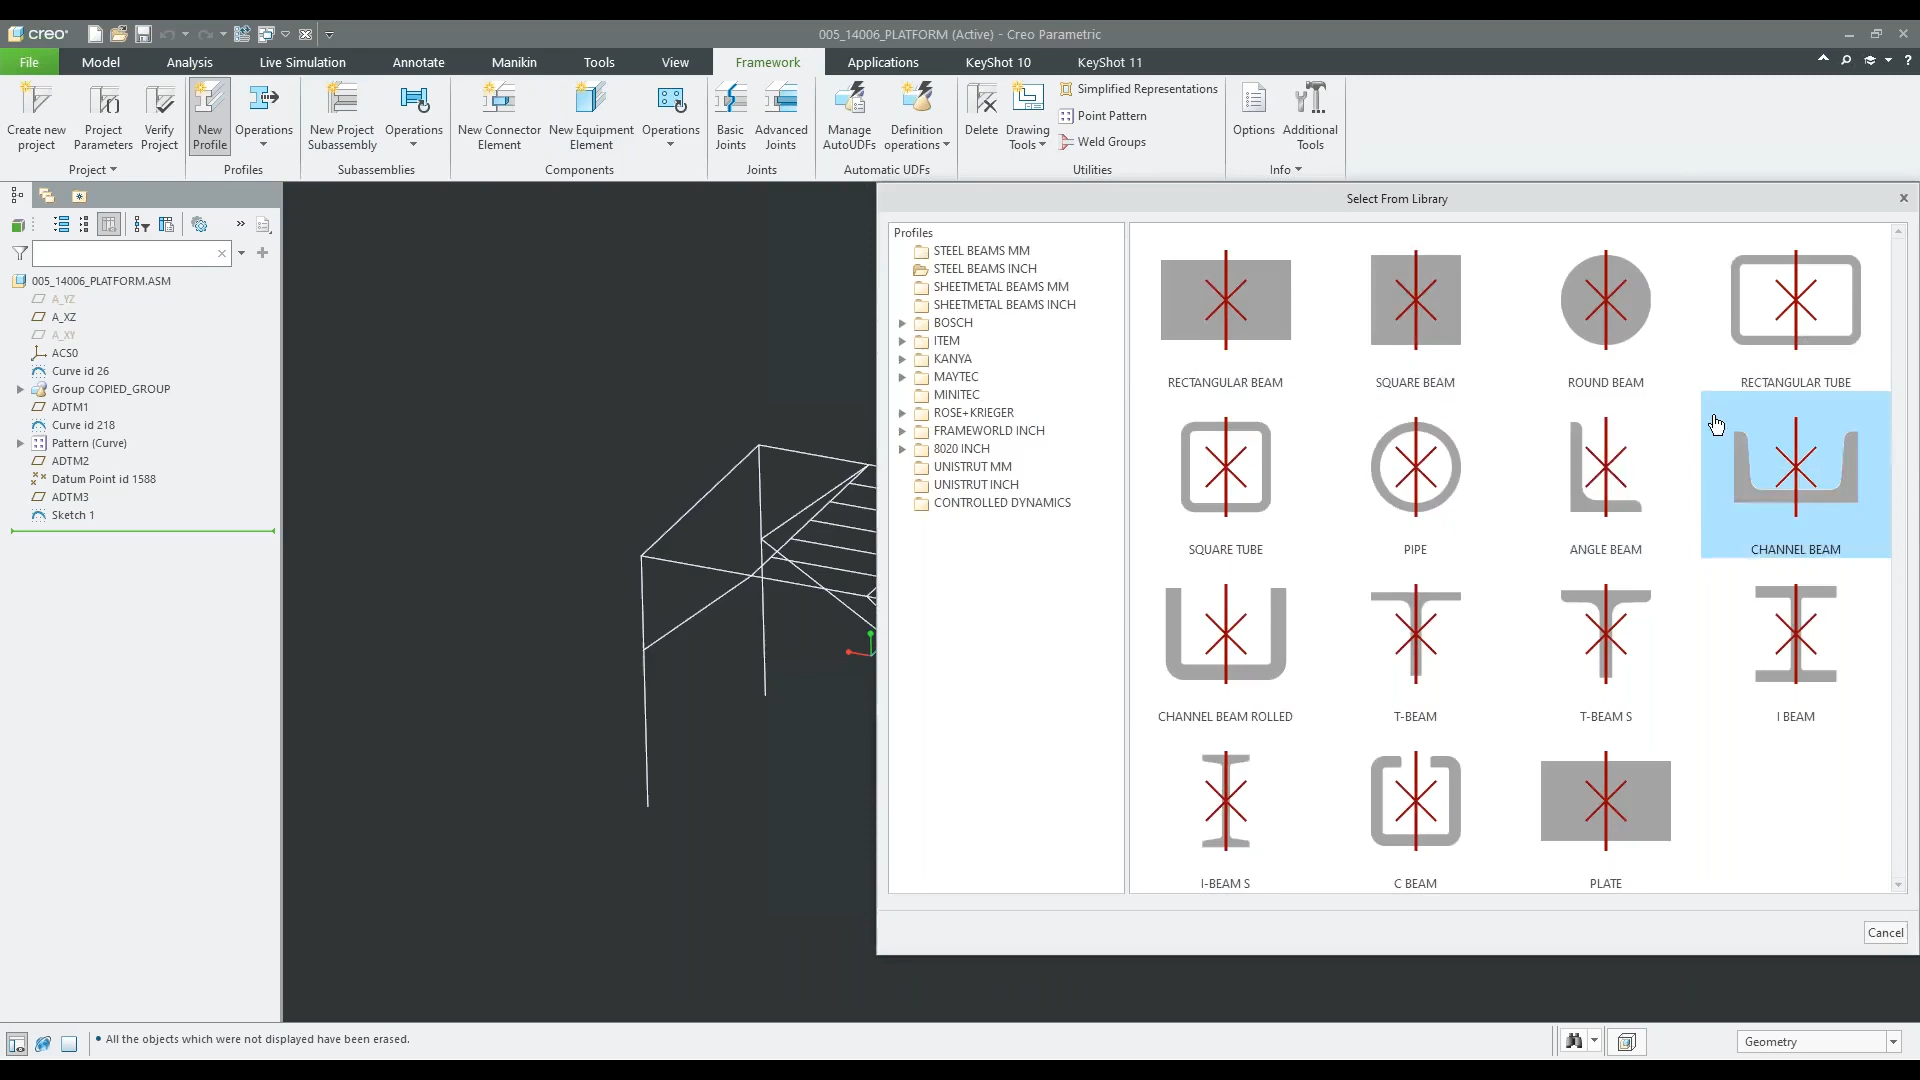 creo
005_14006_PLATFORM (Active) - Creo Parametric
File
Model
Analysis
Live Simulation
Annotate
Manikin
Tools
View
Framework
Applications
KeyShot 10
KeyShot 11
Create new project
Project Parameters
Verify Project
New Profile
Operations
New Project Subassembly
Operations
New Connector Element
New Equipment Element
Operations
Basic Joints
Advanced Joints
Manage AutoUDFs
Definition operations
Delete
Drawing Tools
Simplified Representations
Point Pattern
Weld Groups
Options
Additional Tools
Project
Profiles
Subassemblies
Components
Joints
Automatic UDFs
Utilities
Info
005_14006_PLATFORM.ASM
A_YZ
A_XZ
A_XY
ACS0
Curve id 26
Group COPIED_GROUP
ADTM1
Curve id 218
Pattern (Curve)
ADTM2
Datum Point id 1588
ADTM3
Sketch 1
Select From Library
Profiles
STEEL BEAMS MM
STEEL BEAMS INCH
SHEETMETAL BEAMS MM
SHEETMETAL BEAMS INCH
BOSCH
ITEM
KANYA
MAYTEC
MINITEC
ROSE+KRIEGER
FRAMEWORLD INCH
8020 INCH
UNISTRUT MM
UNISTRUT INCH
CONTROLLED DYNAMICS
RECTANGULAR BEAM
SQUARE BEAM
ROUND BEAM
RECTANGULAR TUBE
SQUARE TUBE
PIPE
ANGLE BEAM
CHANNEL BEAM
CHANNEL BEAM ROLLED
T-BEAM
T-BEAM S
I BEAM
I-BEAM S
C BEAM
PLATE
Cancel
• All the objects which were not displayed have been erased.
Geometry